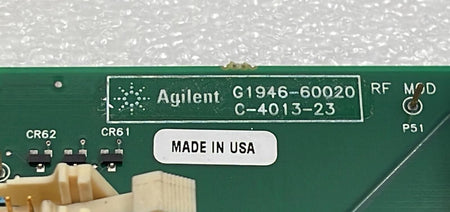 Agilent G1946-60020
C-4013-23
RF MOD
P51
CR62 CR61
MADE IN USA